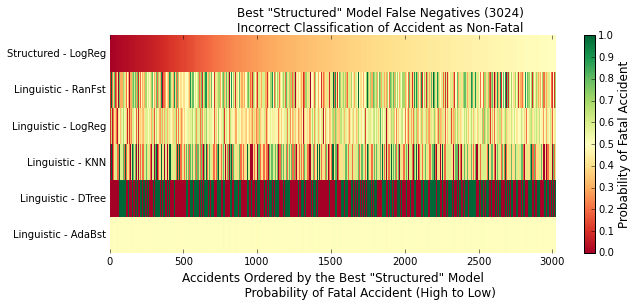 Best "Structured" Model False Negatives (3024)
Incorrect Classification of Accident as Non-Fatal
Structured - LogReg
Linguistic - RanFst
Linguistic - LogReg
Linguistic - KNN
Linguistic - DTree
Linguistic - AdaBst
0 500 1000 1500 2000 2500 3000
Accidents Ordered by the Best "Structured" Model
Probability of Fatal Accident (High to Low)
1.0
0.9
0.8
0.7
0.6
0.5
0.4
0.3
0.2
0.1
0.0
Probability of Fatal Accident